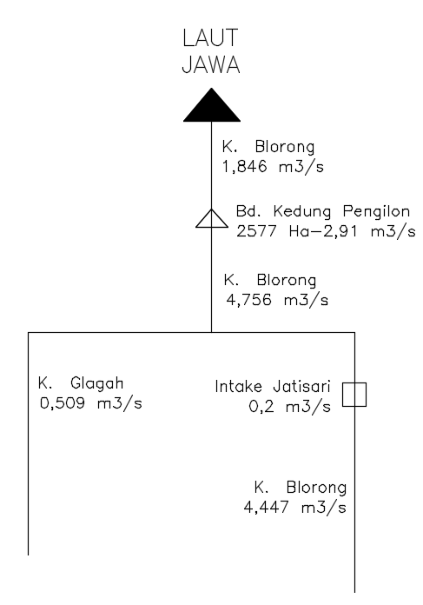 LAUT
JAWA
K. Blorong
1,846 m3/s
Bd. Kedung Pengilon
2577 Ha-2,91 m3/s
K. Blorong
4,756 m3/s
K. Glagah
0,509 m3/s
Intake Jatisari
0,2 m3/s
K. Blorong
4,447 m3/s